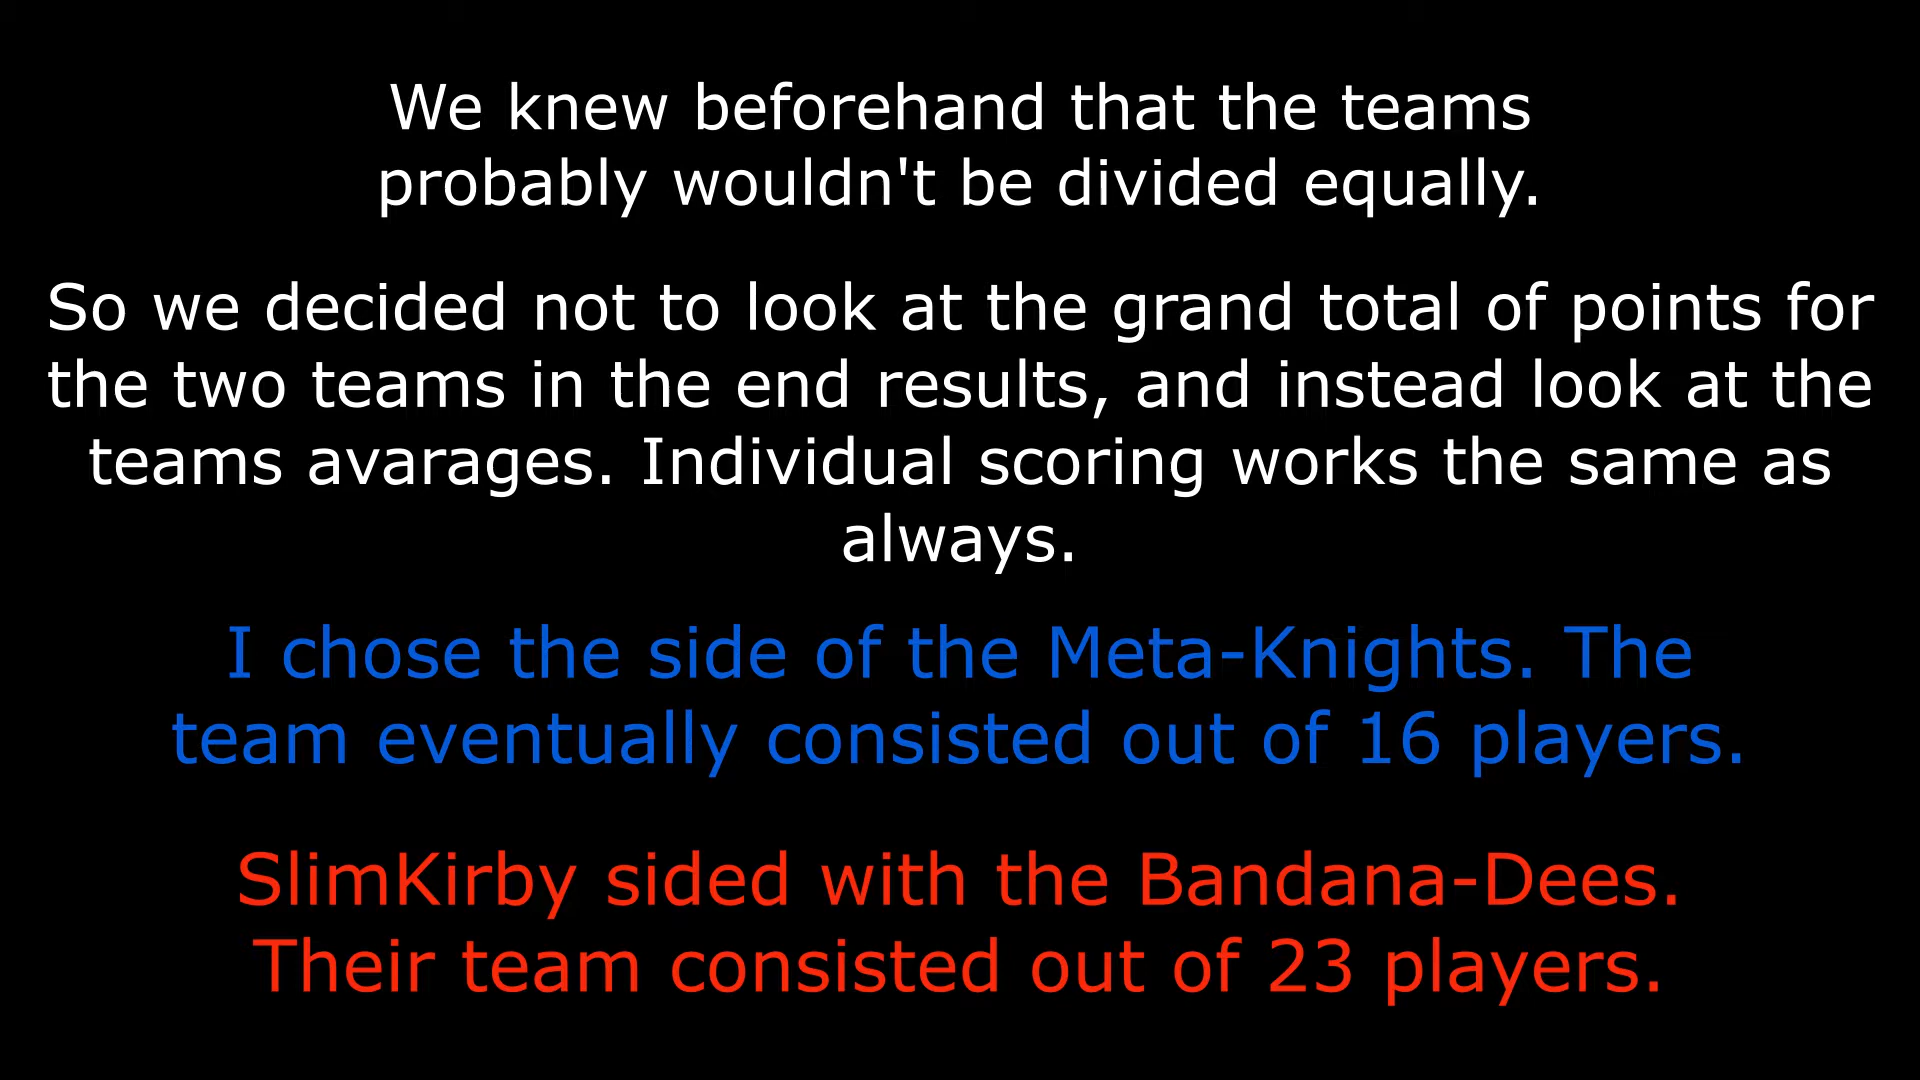 We knew beforehand that the teams
probably wouldn't be divided equally.
So we decided not to look at the grand total of points for
the two teams in the end results, and instead look at the
teams avarages. Individual scoring works the same as
always.
I chose the side of the Meta-Knights. The
team eventually consisted out of 16 players.
SlimKirby sided with the Bandana-Dees.
Their team consisted out of 23 players.